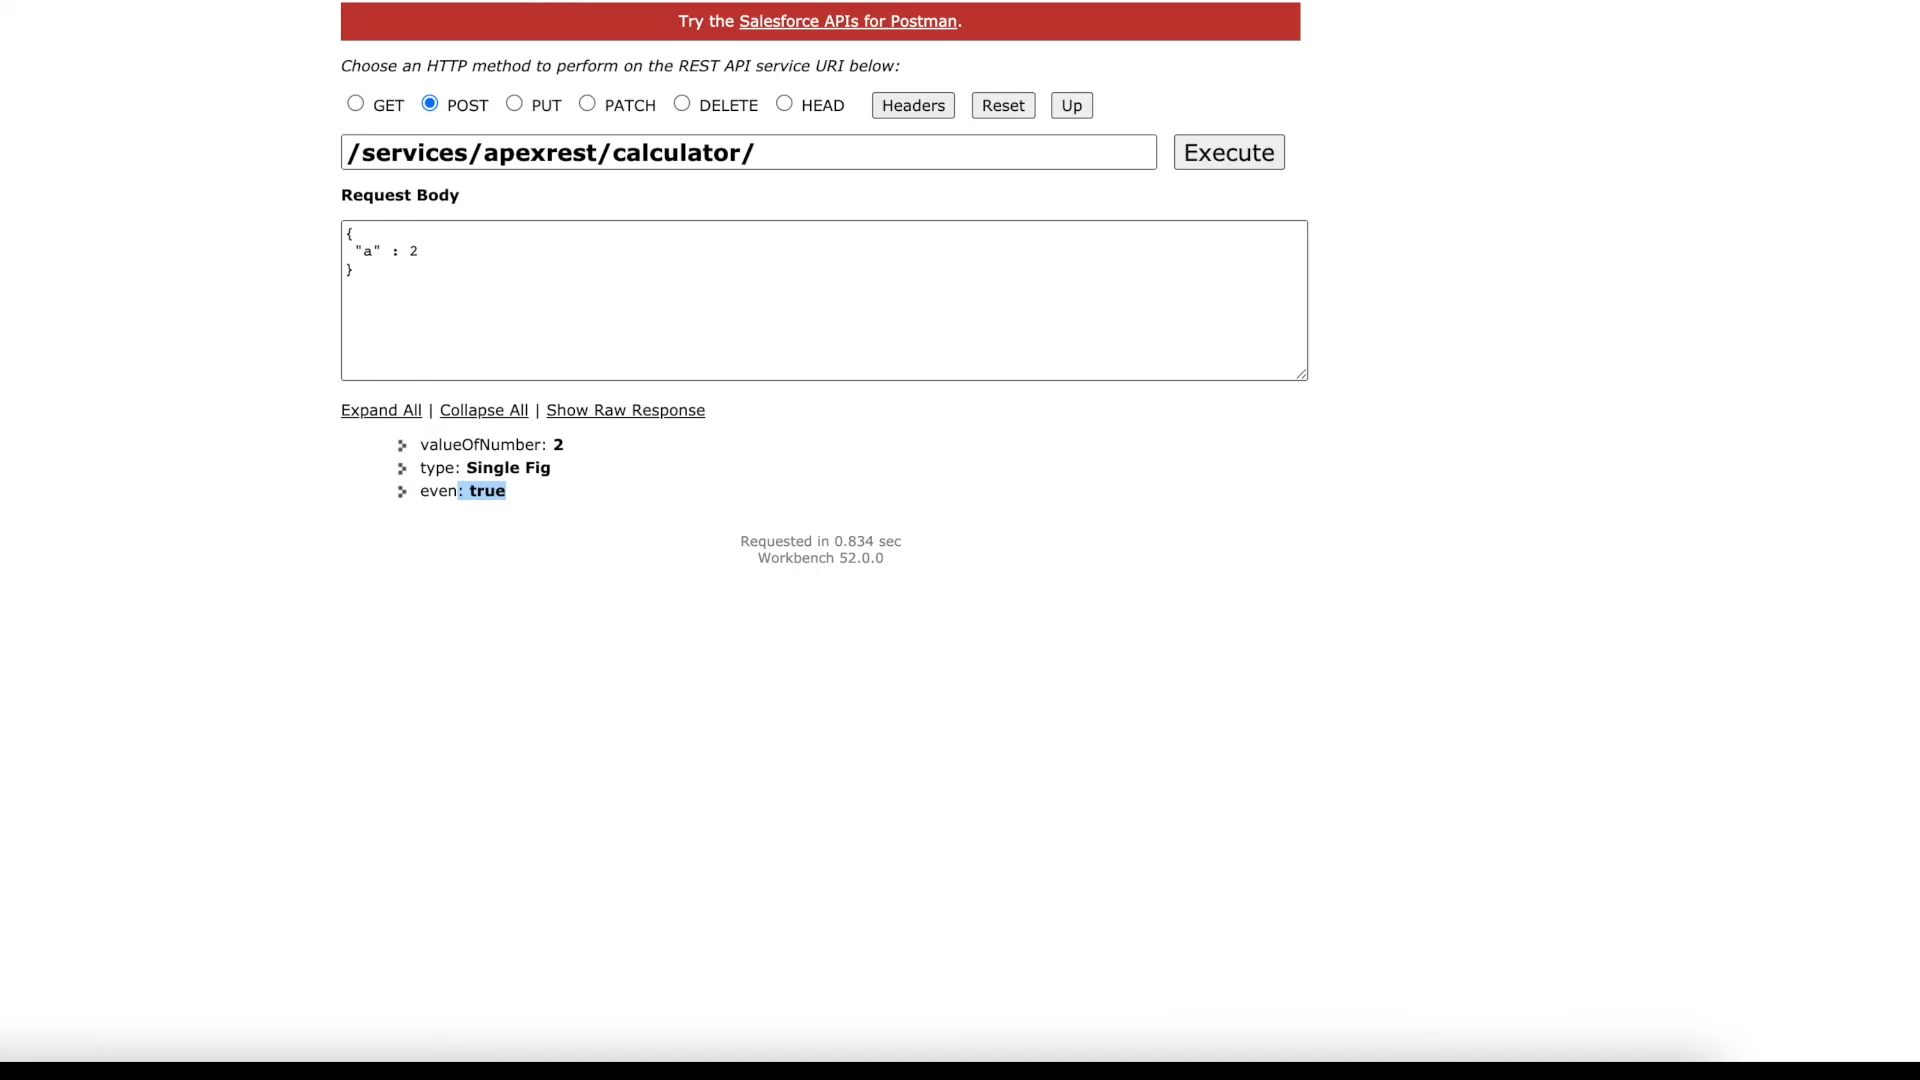 Try the Salesforce APIs for Postman.
Choose an HTTP method to perform on the REST API service URI below:
GET POST PUT PATCH DELETE HEAD Headers Reset Up
/services/apexrest/calculator/ Execute
Request Body
{
"a" : 2
}
Expand All | Collapse All | Show Raw Response
valueOfNumber: 2
type: Single Fig
even: true
Requested in 0.834 sec
Workbench 52.0.0